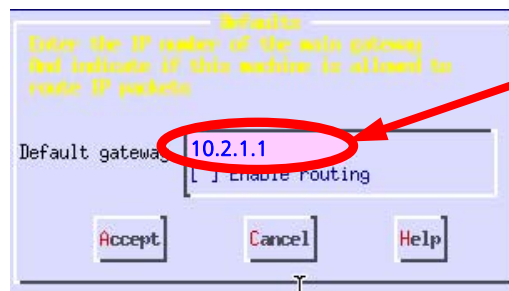 Defaults
Enter the IP number of the main gateway
And indicate if this machine is allowed to
route IP packets
Default gateway 10.2.1.1
[ ] Enable routing
Accept Cancel Help